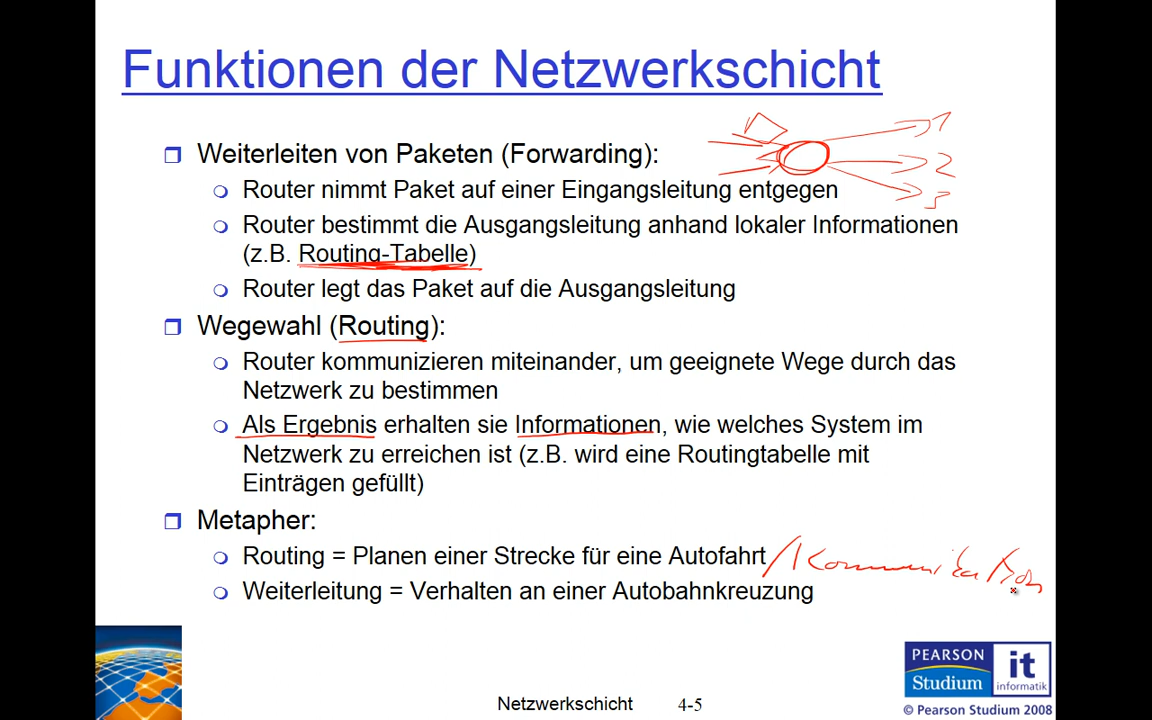 Funktionen der Netzwerkschicht
Weiterleiten von Paketen (Forwarding):
Router nimmt Paket auf einer Eingangsleitung entgegen
Router bestimmt die Ausgangsleitung anhand lokaler Informationen
(z.B. Routing-Tabelle)
Router legt das Paket auf die Ausgangsleitung
1
2
3
Wegewahl (Routing):
Router kommunizieren miteinander, um geeignete Wege durch das
Netzwerk zu bestimmen
Als Ergebnis erhalten sie Informationen, wie welches System im
Netzwerk zu erreichen ist (z.B. wird eine Routingtabelle mit
Einträgen gefüllt)
Metapher:
Routing = Planen einer Strecke für eine Autofahrt
Weiterleitung = Verhalten an einer Autobahnkreuzung
Netzwerkschicht 4-5
PEARSON
Studium
it
informatik
© Pearson Studium 2008